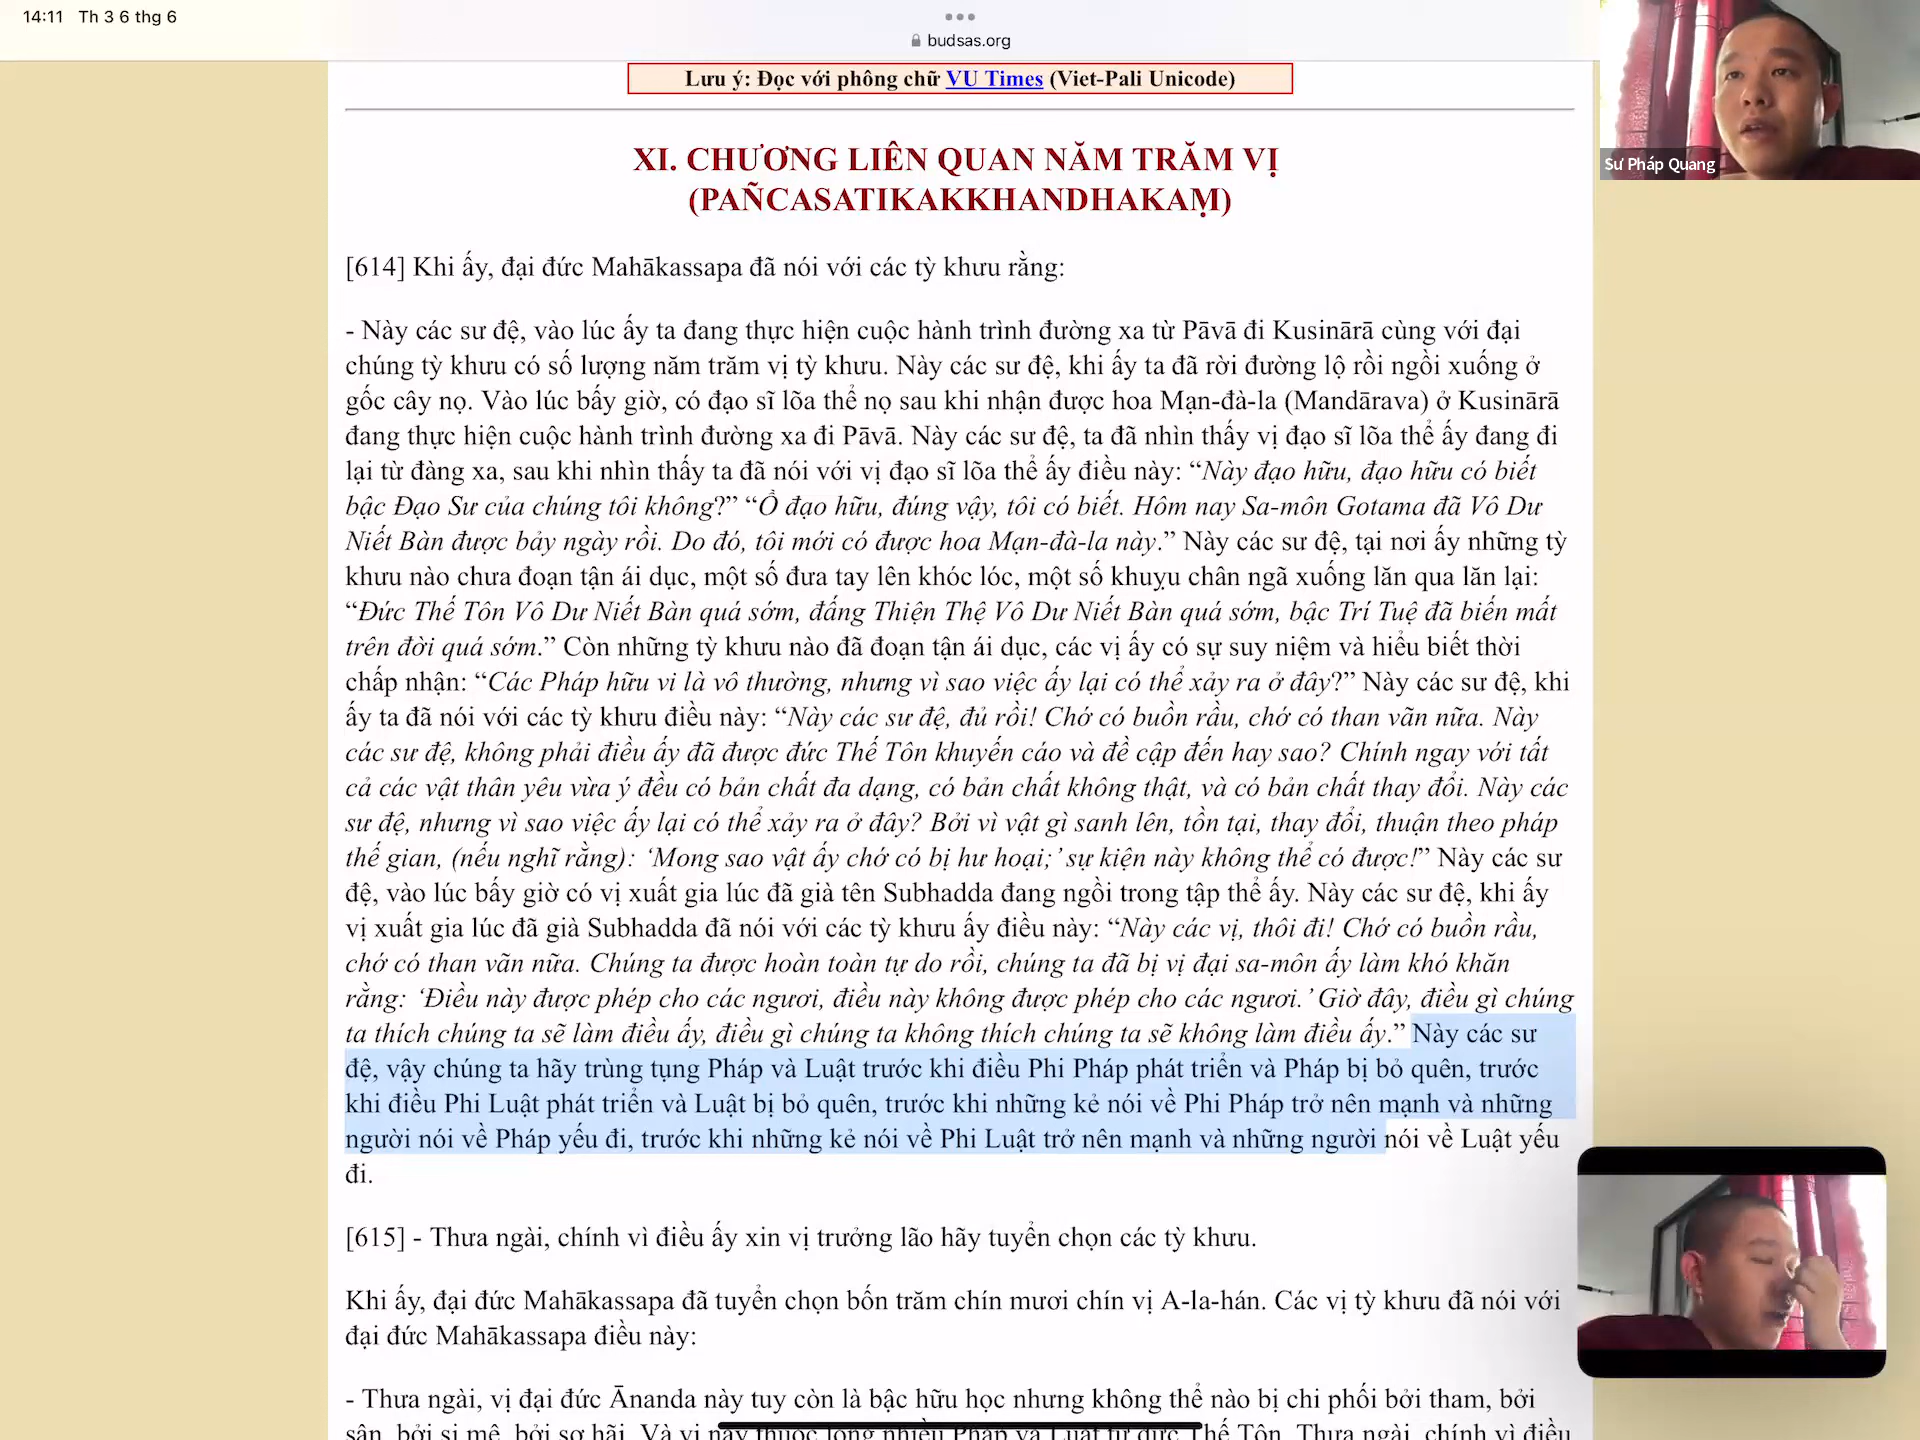 14:11 Th 3 6 thg 6
budsas.org
Lưu ý: Đọc với phông chữ VU Times (Viet-Pali Unicode)
Sư Pháp Quang
XI. CHƯƠNG LIÊN QUAN NĂM TRĂM VỊ
(PAÑCASATIKAKKHANDHAKAṂ)
[614] Khi ấy, đại đức Mahākassapa đã nói với các tỳ khưu rằng:
- Này các sư đệ, vào lúc ấy ta đang thực hiện cuộc hành trình đường xa từ Pāvā đi Kusinārā cùng với đại
chúng tỳ khưu có số lượng năm trăm vị tỳ khưu. Này các sư đệ, khi ấy ta đã rời đường lộ rồi ngồi xuống ở
gốc cây nọ. Vào lúc bấy giờ, có đạo sĩ lõa thể nọ sau khi nhận được hoa Mạn-đà-la (Mandārava) ở Kusinārā
đang thực hiện cuộc hành trình đường xa đi Pāvā. Này các sư đệ, ta đã nhìn thấy vị đạo sĩ lõa thể ấy đang đi
lại từ đàng xa, sau khi nhìn thấy ta đã nói với vị đạo sĩ lõa thể ấy điều này: “Này đạo hữu, đạo hữu có biết
bậc Đạo Sư của chúng tôi không?” “Ồ đạo hữu, đúng vậy, tôi có biết. Hôm nay Sa-môn Gotama đã Vô Dư
Niết Bàn được bảy ngày rồi. Do đó, tôi mới có được hoa Mạn-đà-la này.” Này các sư đệ, tại nơi ấy những tỳ
khưu nào chưa đoạn tận ái dục, một số đưa tay lên khóc lóc, một số khuỵu chân ngã xuống lăn qua lăn lại:
“Đức Thế Tôn Vô Dư Niết Bàn quá sớm, đấng Thiện Thệ Vô Dư Niết Bàn quá sớm, bậc Trí Tuệ đã biến mất
trên đời quá sớm.” Còn những tỳ khưu nào đã đoạn tận ái dục, các vị ấy có sự suy niệm và hiểu biết thời
chấp nhận: “Các Pháp hữu vi là vô thường, nhưng vì sao việc ấy lại có thể xảy ra ở đây?” Này các sư đệ, khi
ấy ta đã nói với các tỳ khưu điều này: “Này các sư đệ, đủ rồi! Chớ có buồn rầu, chớ có than vãn nữa. Này
các sư đệ, không phải điều ấy đã được đức Thế Tôn khuyến cáo và đề cập đến hay sao? Chính ngay với tất
cả các vật thân yêu vừa ý đều có bản chất đa dạng, có bản chất không thật, và có bản chất thay đổi. Này các
sư đệ, nhưng vì sao việc ấy lại có thể xảy ra ở đây? Bởi vì vật gì sanh lên, tồn tại, thay đổi, thuận theo pháp
thế gian, (nếu nghĩ rằng): ‘Mong sao vật ấy chớ có bị hư hoại;’ sự kiện này không thể có được!” Này các sư
đệ, vào lúc bấy giờ có vị xuất gia lúc đã già tên Subhadda đang ngồi trong tập thể ấy. Này các sư đệ, khi ấy
vị xuất gia lúc đã già Subhadda đã nói với các tỳ khưu ấy điều này: “Này các vị, thôi đi! Chớ có buồn rầu,
chớ có than vãn nữa. Chúng ta được hoàn toàn tự do rồi, chúng ta đã bị vị đại sa-môn ấy làm khó khăn
rằng: ‘Điều này được phép cho các ngươi, điều này không được phép cho các ngươi.’ Giờ đây, điều gì chúng
ta thích chúng ta sẽ làm điều ấy, điều gì chúng ta không thích chúng ta sẽ không làm điều ấy.” Này các sư
đệ, vậy chúng ta hãy trùng tụng Pháp và Luật trước khi điều Phi Pháp phát triển và Pháp bị bỏ quên, trước
khi điều Phi Luật phát triển và Luật bị bỏ quên, trước khi những kẻ nói về Phi Pháp trở nên mạnh và những
người nói về Pháp yếu đi, trước khi những kẻ nói về Phi Luật trở nên mạnh và những người nói về Luật yếu
đi.
[615] - Thưa ngài, chính vì điều ấy xin vị trưởng lão hãy tuyển chọn các tỳ khưu.
Khi ấy, đại đức Mahākassapa đã tuyển chọn bốn trăm chín mươi chín vị A-la-hán. Các vị tỳ khưu đã nói với
đại đức Mahākassapa điều này:
- Thưa ngài, vị đại đức Ānanda này tuy còn là bậc hữu học nhưng không thể nào bị chi phối bởi tham, bởi
sân, bởi si mê, bởi sợ hãi. Và vị này thuộc lòng nhiều Pháp và Luật từ đức Thế Tôn. Thưa ngài, chính vì điều